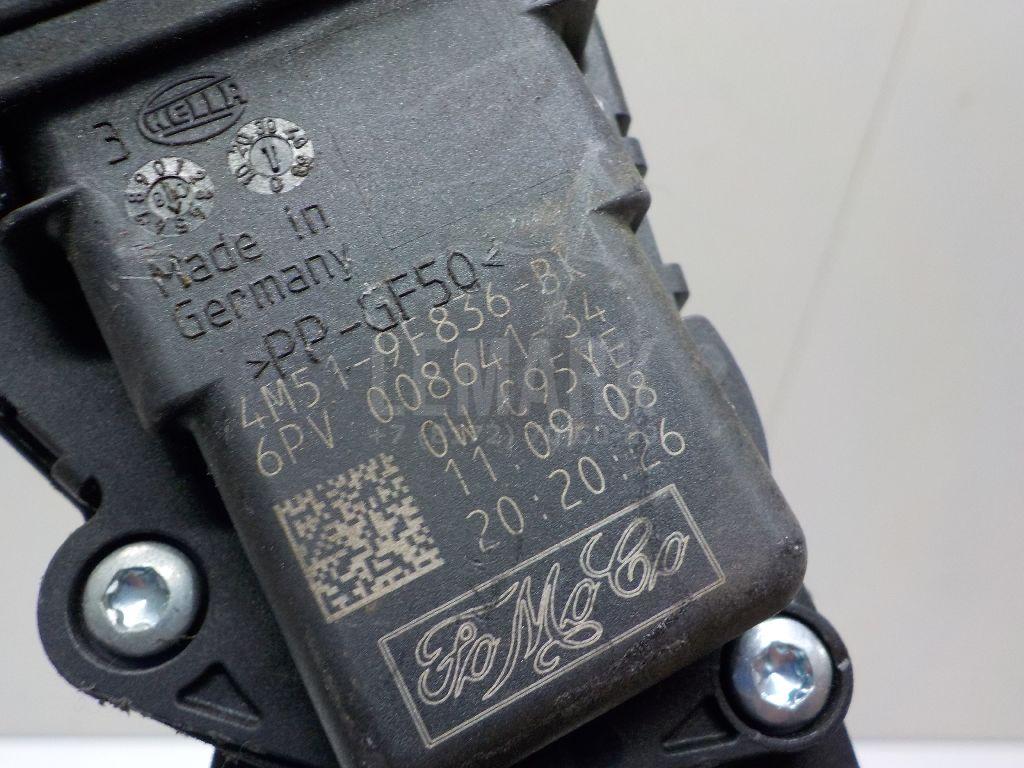 3 HELLA
Made in
Germany
>PP-GF50<
4M51-9F836-BK
6PV 008641-34
0W 695YE
11.09.08
20:20:26
FoMoCo